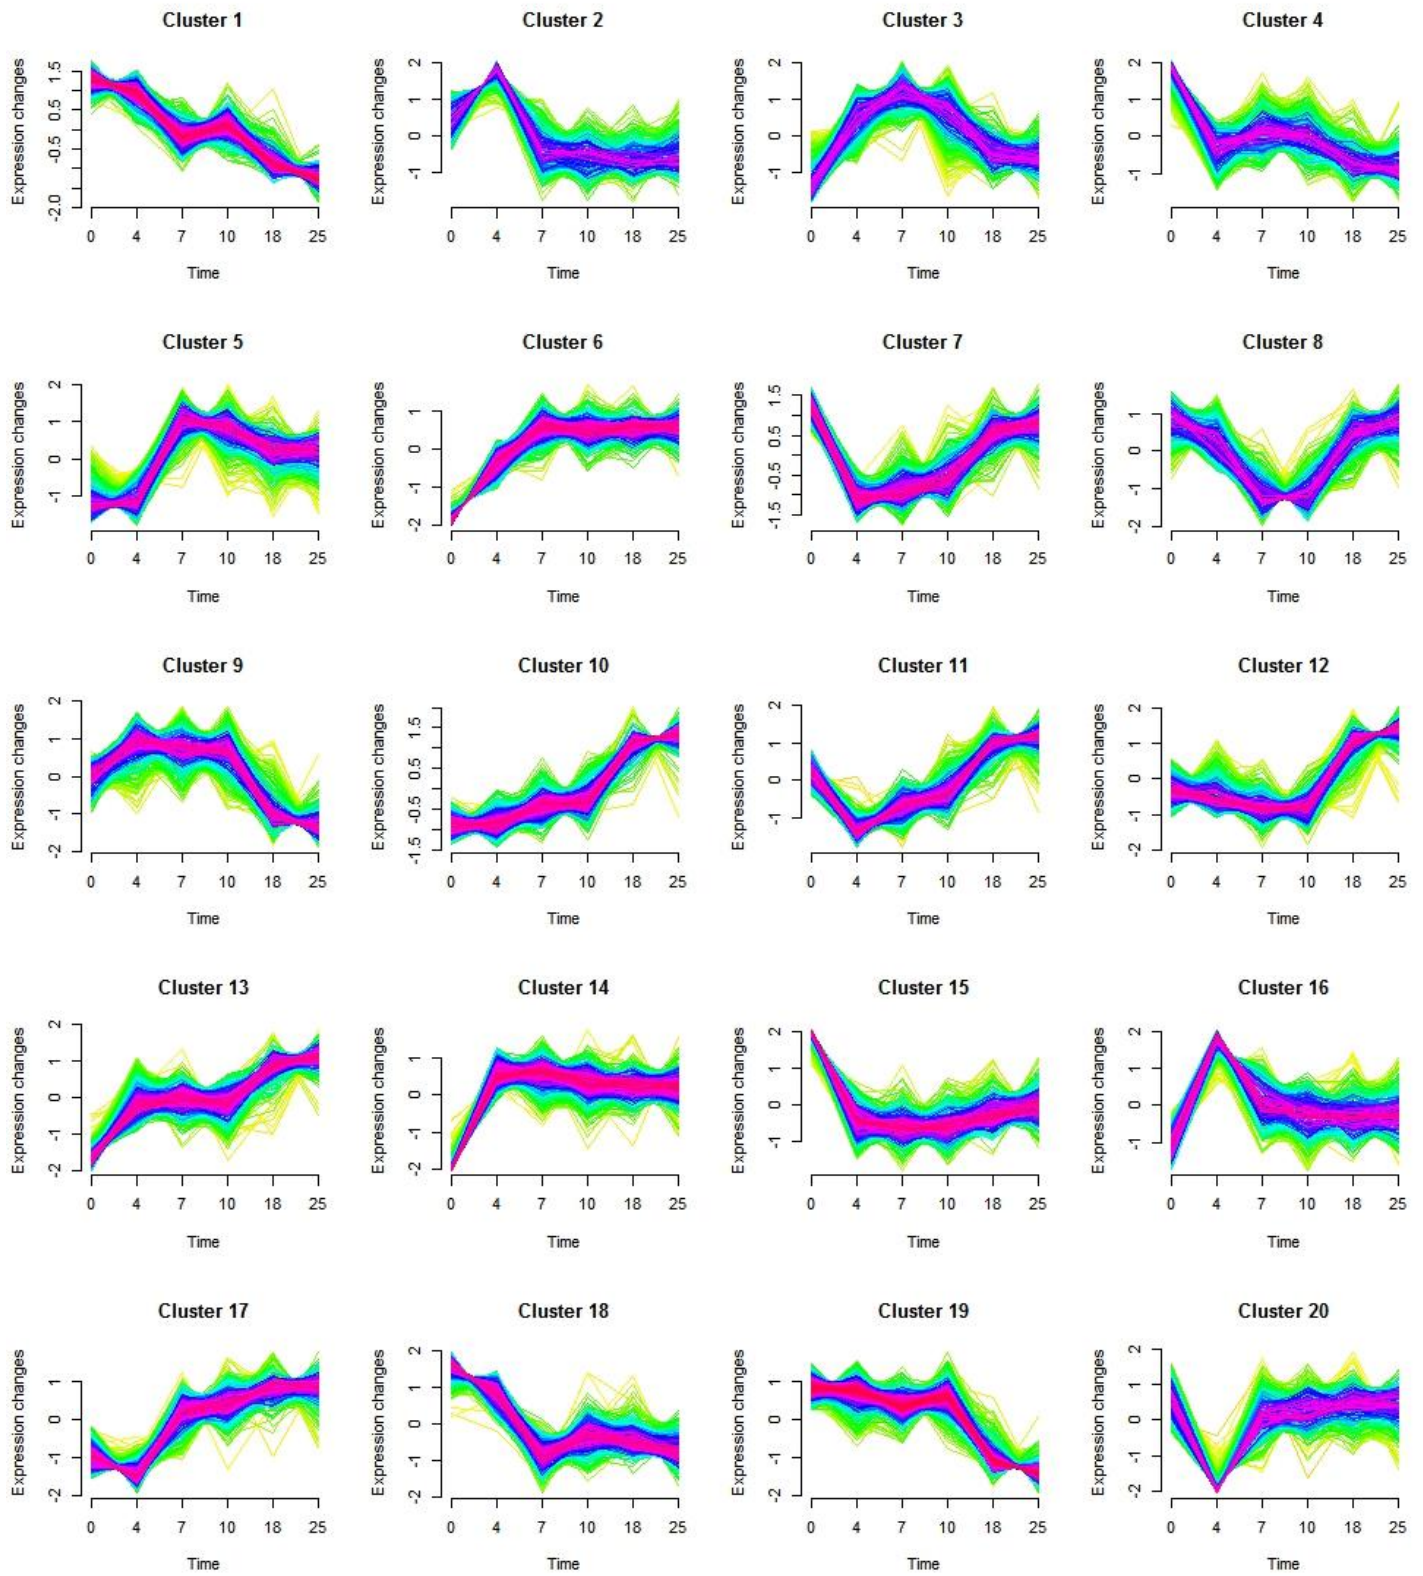 Cluster 1
Cluster 2
Cluster 3
Cluster 4
Expression changes
1.5
0.5
-0.5
-2.0
0 4 7 10 18 25
Time
Expression changes
2
1
0
-1
0 4 7 10 18 25
Time
Expression changes
2
1
0
-1
0 4 7 10 18 25
Time
Expression changes
2
1
0
-1
0 4 7 10 18 25
Time
Cluster 5
Cluster 6
Cluster 7
Cluster 8
Expression changes
2
1
0
-1
0 4 7 10 18 25
Time
Expression changes
1
0
-1
-2
0 4 7 10 18 25
Time
Expression changes
1.5
0.5
-0.5
-1.5
0 4 7 10 18 25
Time
Expression changes
1
0
-1
-2
0 4 7 10 18 25
Time
Cluster 9
Cluster 10
Cluster 11
Cluster 12
Expression changes
2
1
0
-1
-2
0 4 7 10 18 25
Time
Expression changes
1.5
0.5
-0.5
-1.5
0 4 7 10 18 25
Time
Expression changes
2
1
0
-1
0 4 7 10 18 25
Time
Expression changes
2
1
0
-1
-2
0 4 7 10 18 25
Time
Cluster 13
Cluster 14
Cluster 15
Cluster 16
Expression changes
2
1
0
-1
-2
0 4 7 10 18 25
Time
Expression changes
1
0
-1
-2
0 4 7 10 18 25
Time
Expression changes
2
1
0
-1
0 4 7 10 18 25
Time
Expression changes
2
1
0
-1
0 4 7 10 18 25
Time
Cluster 17
Cluster 18
Cluster 19
Cluster 20
Expression changes
1
0
-1
-2
0 4 7 10 18 25
Time
Expression changes
2
1
0
-1
-2
0 4 7 10 18 25
Time
Expression changes
1
0
-1
-2
0 4 7 10 18 25
Time
Expression changes
2
1
0
-1
-2
0 4 7 10 18 25
Time